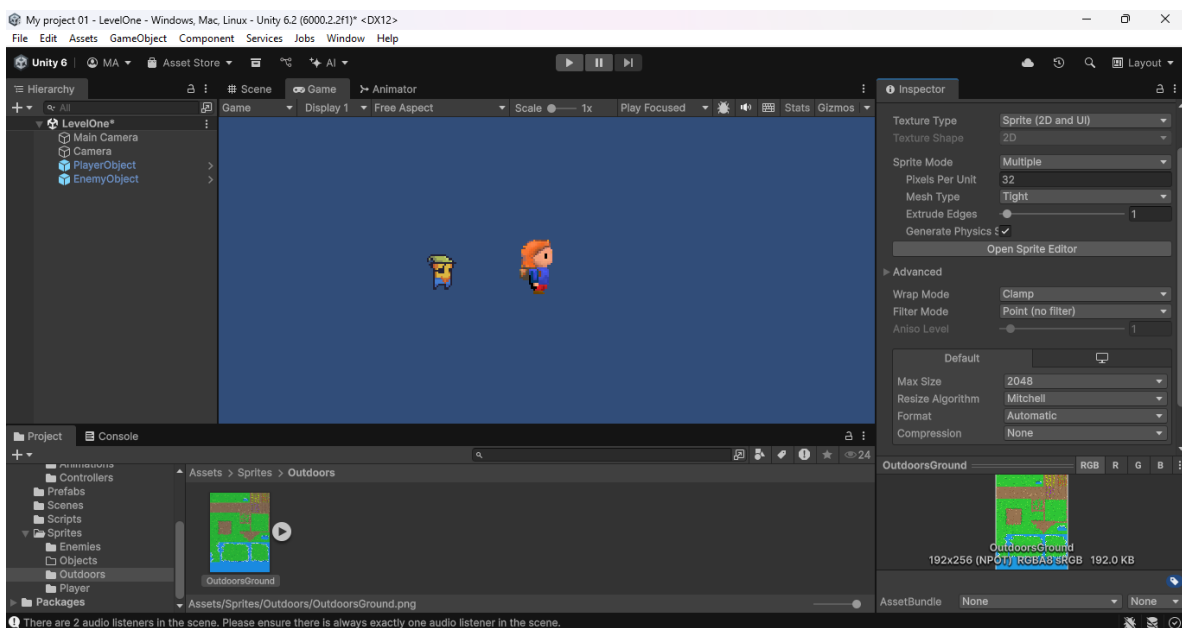 My project 01 - LevelOne - Windows, Mac, Linux - Unity 6.2 (6000.2.2f1)* <DX12>
File Edit Assets GameObject Component Services Jobs Window Help
Unity 6 MA Asset Store AI Layout
Hierarchy Scene Game Animator Inspector
All Game Display 1 Free Aspect Scale 1x Play Focused Stats Gizmos
LevelOne*
Main Camera
Camera
PlayerObject
EnemyObject
Texture Type Sprite (2D and UI)
Texture Shape 2D
Sprite Mode Multiple
Pixels Per Unit 32
Mesh Type Tight
Extrude Edges 1
Generate Physics S
Open Sprite Editor
Advanced
Wrap Mode Clamp
Filter Mode Point (no filter)
Aniso Level 1
Default
Max Size 2048
Resize Algorithm Mitchell
Format Automatic
Compression None
Project Console
24
Animations
Controllers
Prefabs
Scenes
Scripts
Sprites
Enemies
Objects
Outdoors
Player
Packages
Assets > Sprites > Outdoors
OutdoorsGround
Assets/Sprites/Outdoors/OutdoorsGround.png
OutdoorsGround RGB R G B
OutdoorsGround
192x256 (NPOT) RGBA8 sRGB 192.0 KB
AssetBundle None None
There are 2 audio listeners in the scene. Please ensure there is always exactly one audio listener in the scene.